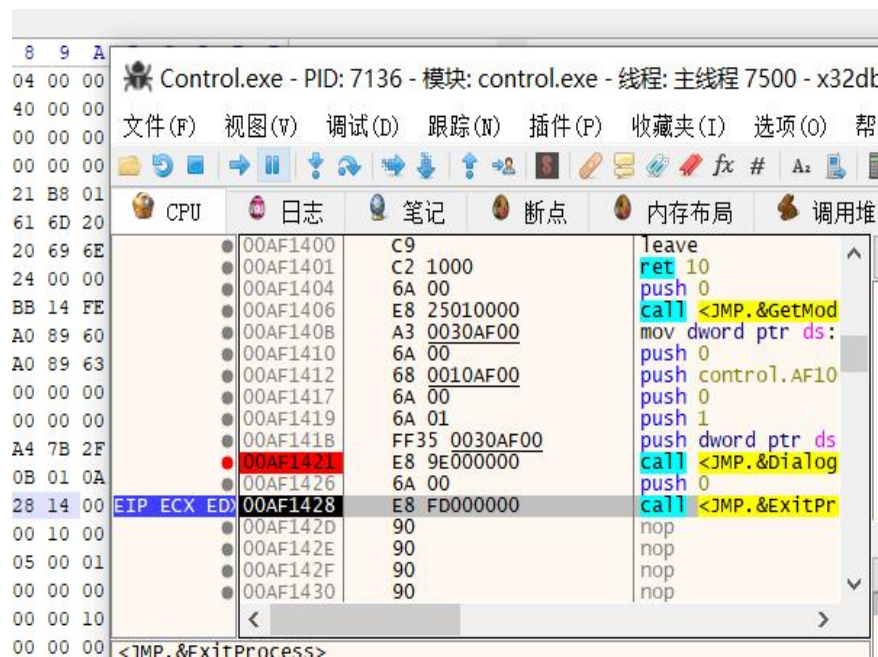 8 9 A
04 00 00
40 00 00
00 00 00
00 00 00
21 B8 01
61 6D 20
20 69 6E
24 00 00
BB 14 FE
A0 89 60
A0 89 63
00 00 00
00 00 00
A4 7B 2F
0B 01 0A
28 14 00
00 10 00
05 00 01
00 00 00
00 00 10
00 00 00
Control.exe - PID: 7136 - 模块: control.exe - 线程: 主线程 7500 - x32db
文件(F) 视图(V) 调试(D) 跟踪(N) 插件(P) 收藏夹(I) 选项(O) 帮
CPU 日志 笔记 断点 内存布局 调用堆
00AF1400 C9 leave
00AF1401 C2 1000 ret 10
00AF1404 6A 00 push 0
00AF1406 E8 25010000 call <JMP.&GetMod
00AF140B A3 0030AF00 mov dword ptr ds:
00AF1410 6A 00 push 0
00AF1412 68 0010AF00 push control.AF10
00AF1417 6A 00 push 0
00AF1419 6A 01 push 1
00AF141B FF35 0030AF00 push dword ptr ds
00AF1421 E8 9E000000 call <JMP.&Dialog
00AF1426 6A 00 push 0
EIP ECX EDX 00AF1428 E8 FD000000 call <JMP.&ExitPr
00AF142D 90 nop
00AF142E 90 nop
00AF142F 90 nop
00AF1430 90 nop
<JMP.&ExitProcess>